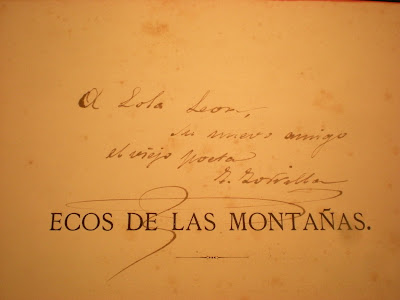 A Lola Leon,
su nuevo amigo
el viejo poeta
J. Zorrilla
ECOS DE LAS MONTAÑAS.